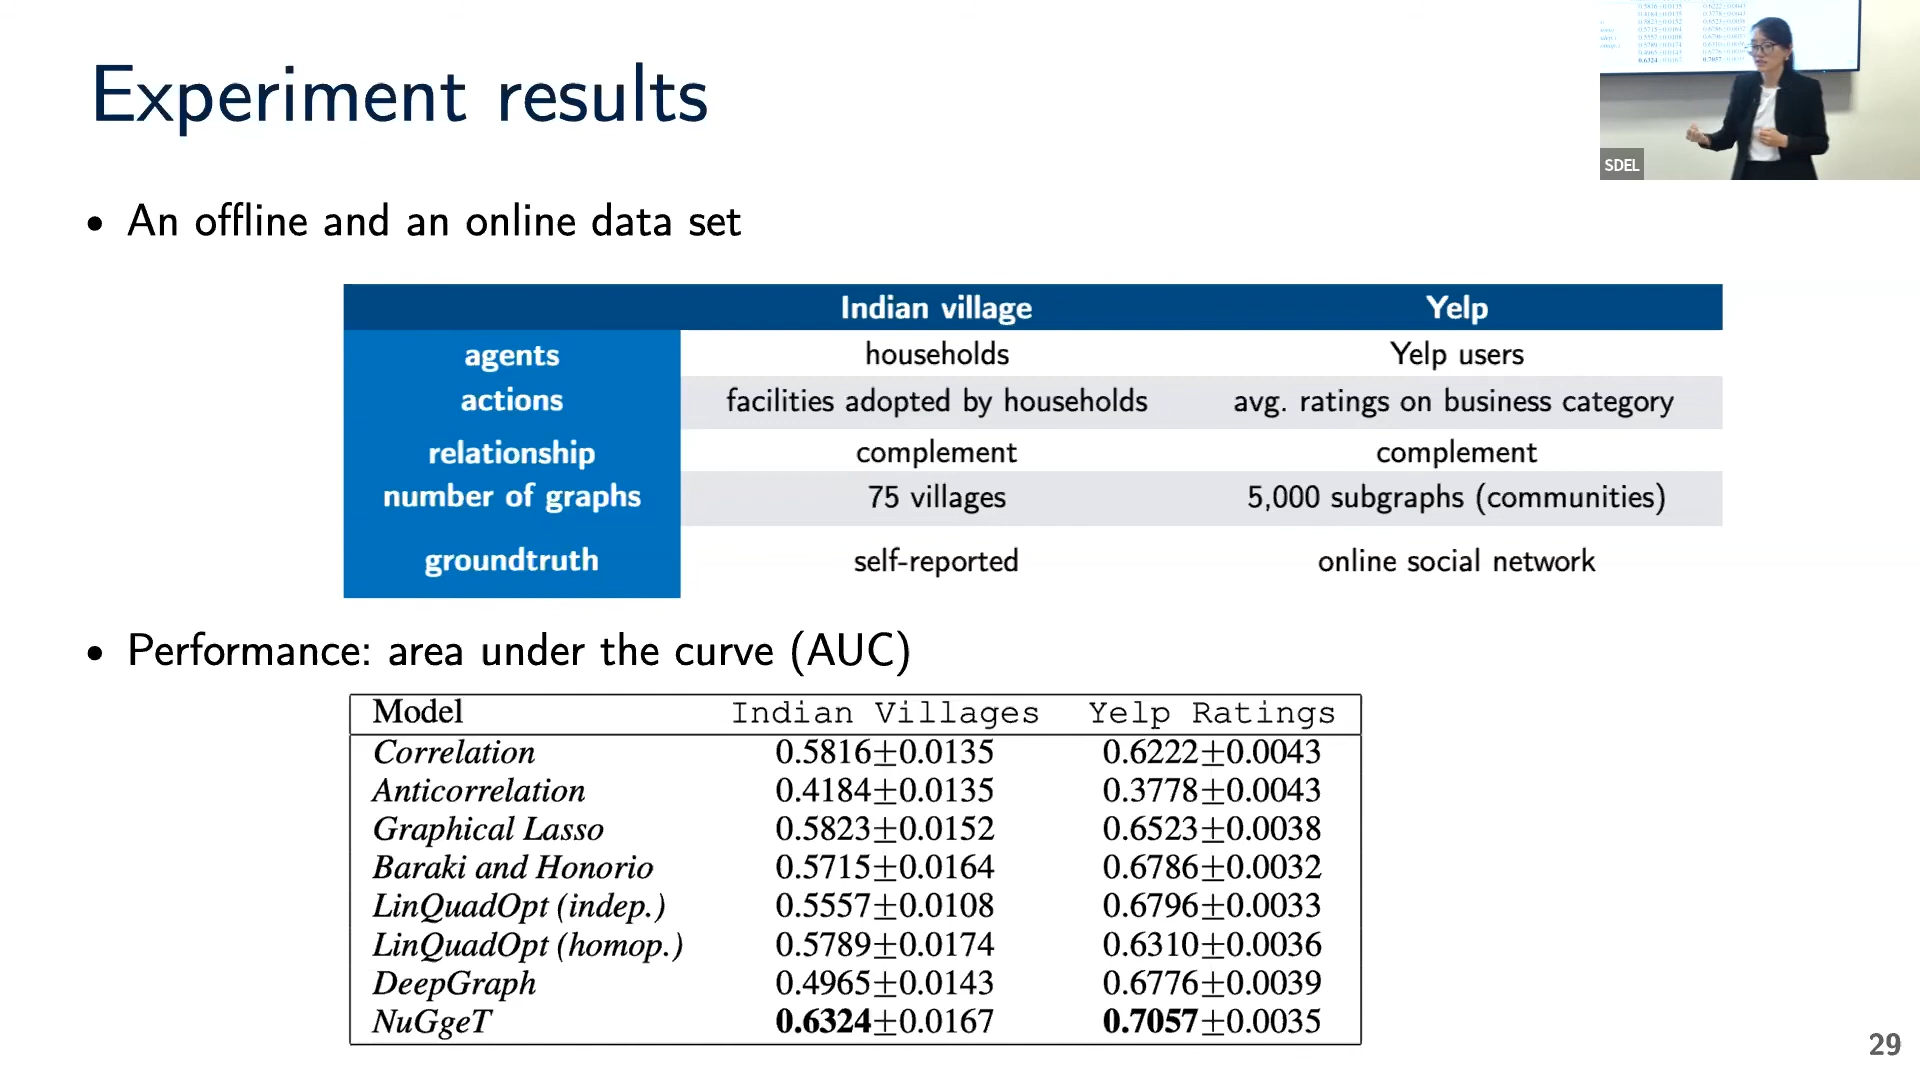 Experiment results
SDEL
• An offline and an online data set
Indian village Yelp
agents households Yelp users
actions facilities adopted by households avg. ratings on business category
relationship complement complement
number of graphs 75 villages 5,000 subgraphs (communities)
groundtruth self-reported online social network
• Performance: area under the curve (AUC)
Model Indian Villages Yelp Ratings
Correlation 0.5816±0.0135 0.6222±0.0043
Anticorrelation 0.4184±0.0135 0.3778±0.0043
Graphical Lasso 0.5823±0.0152 0.6523±0.0038
Baraki and Honorio 0.5715±0.0164 0.6786±0.0032
LinQuadOpt (indep.) 0.5557±0.0108 0.6796±0.0033
LinQuadOpt (homop.) 0.5789±0.0174 0.6310±0.0036
DeepGraph 0.4965±0.0143 0.6776±0.0039
NuGgeT 0.6324±0.0167 0.7057±0.0035
29